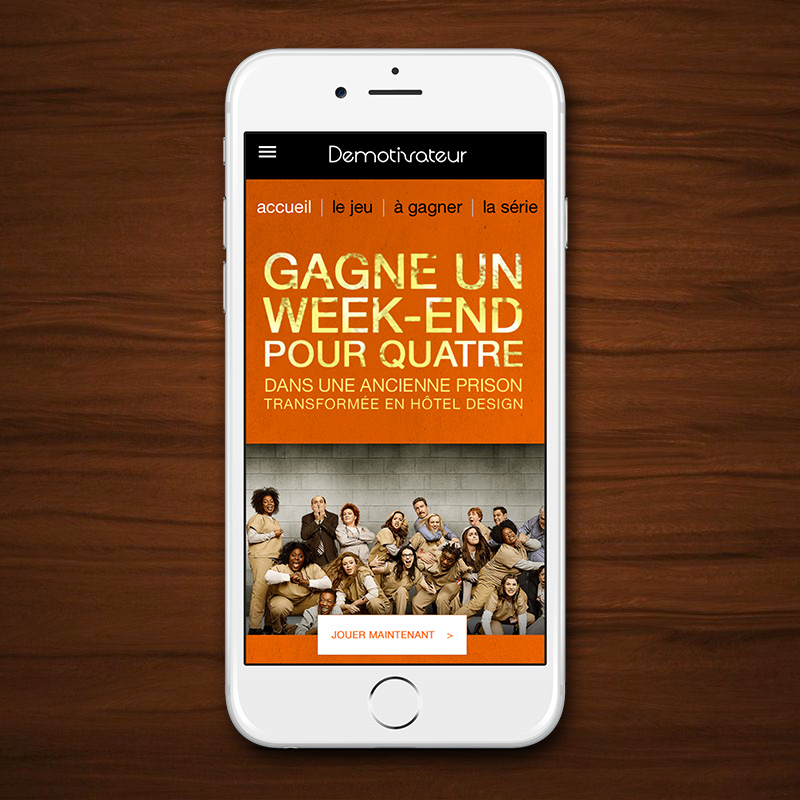 Demotivateur
accueil | le jeu | à gagner | la série
GAGNE UN
WEEK-END
POUR QUATRE
DANS UNE ANCIENNE PRISON
TRANSFORMÉE EN HÔTEL DESIGN
JOUER MAINTENANT >